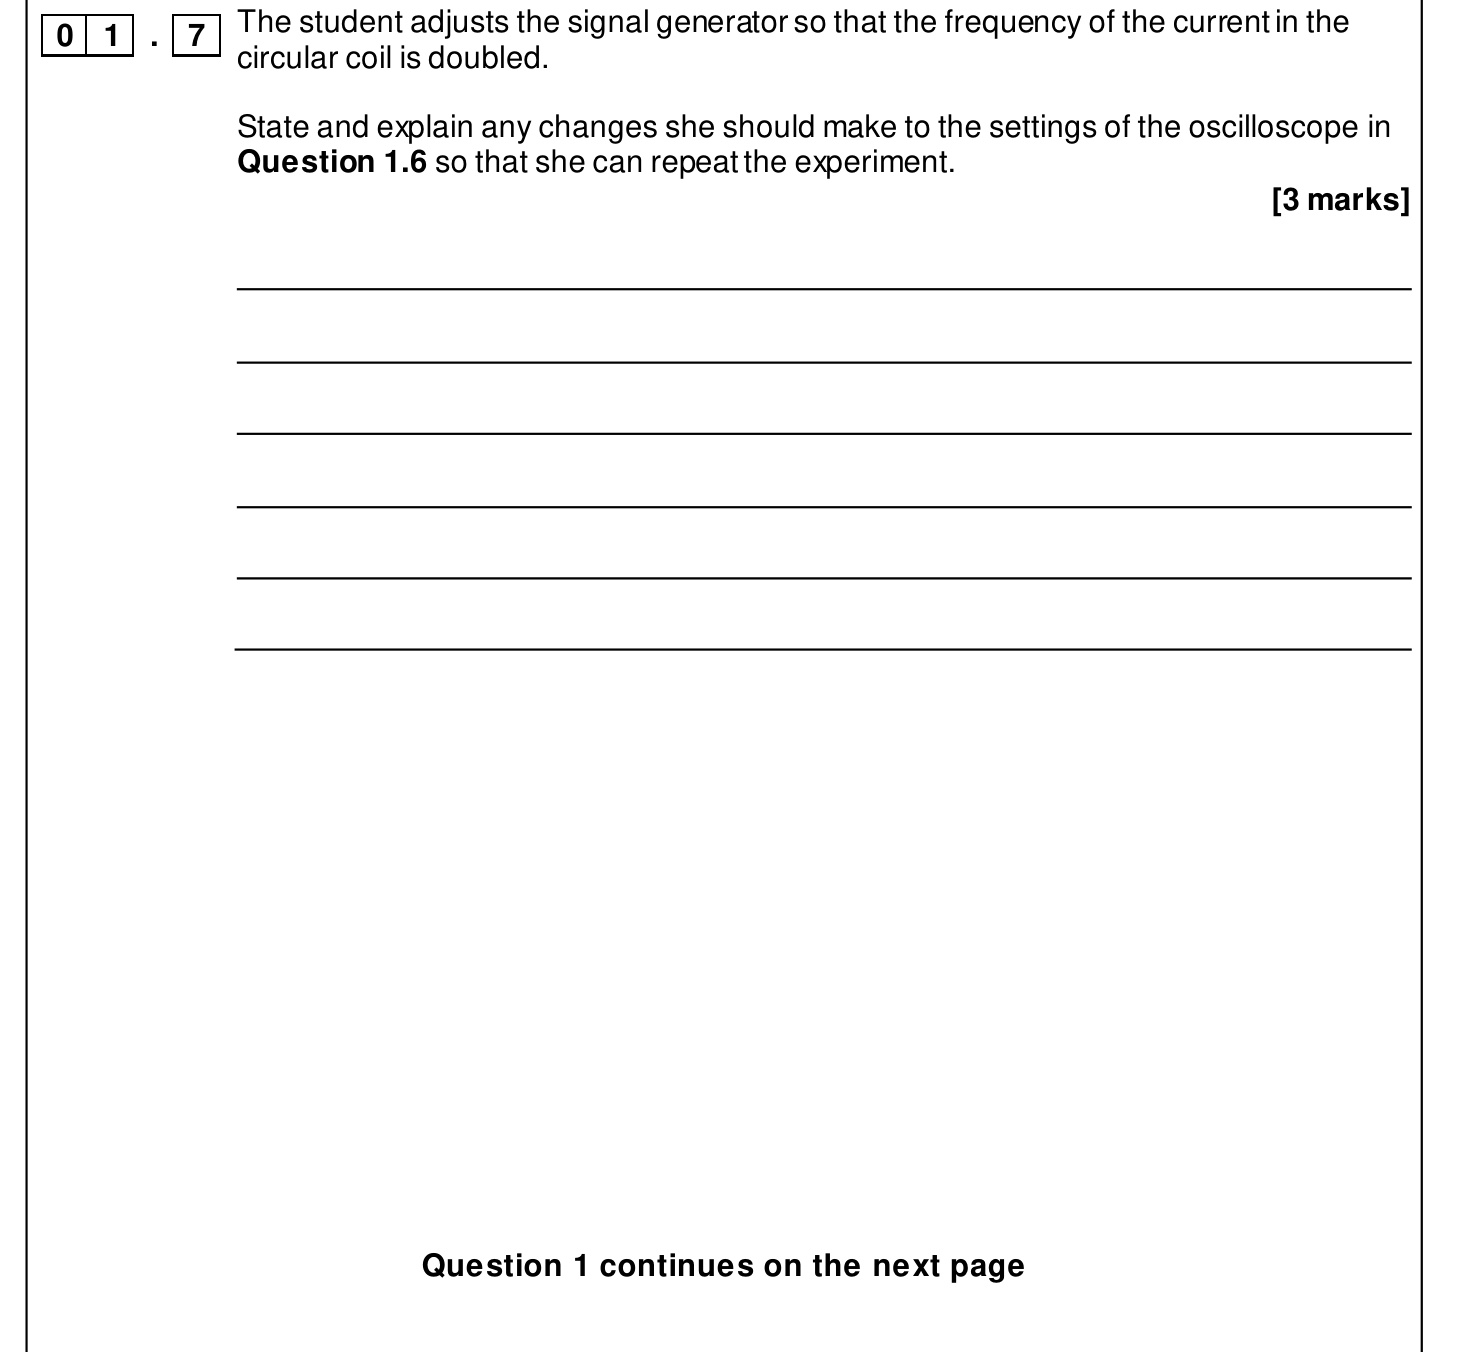 0 1 . 7 The student adjusts the signal generator so that the frequency of the current in the
circular coil is doubled.
State and explain any changes she should make to the settings of the oscilloscope in
Question 1.6 so that she can repeat the experiment.
[3 marks]
Question 1 continues on the next page